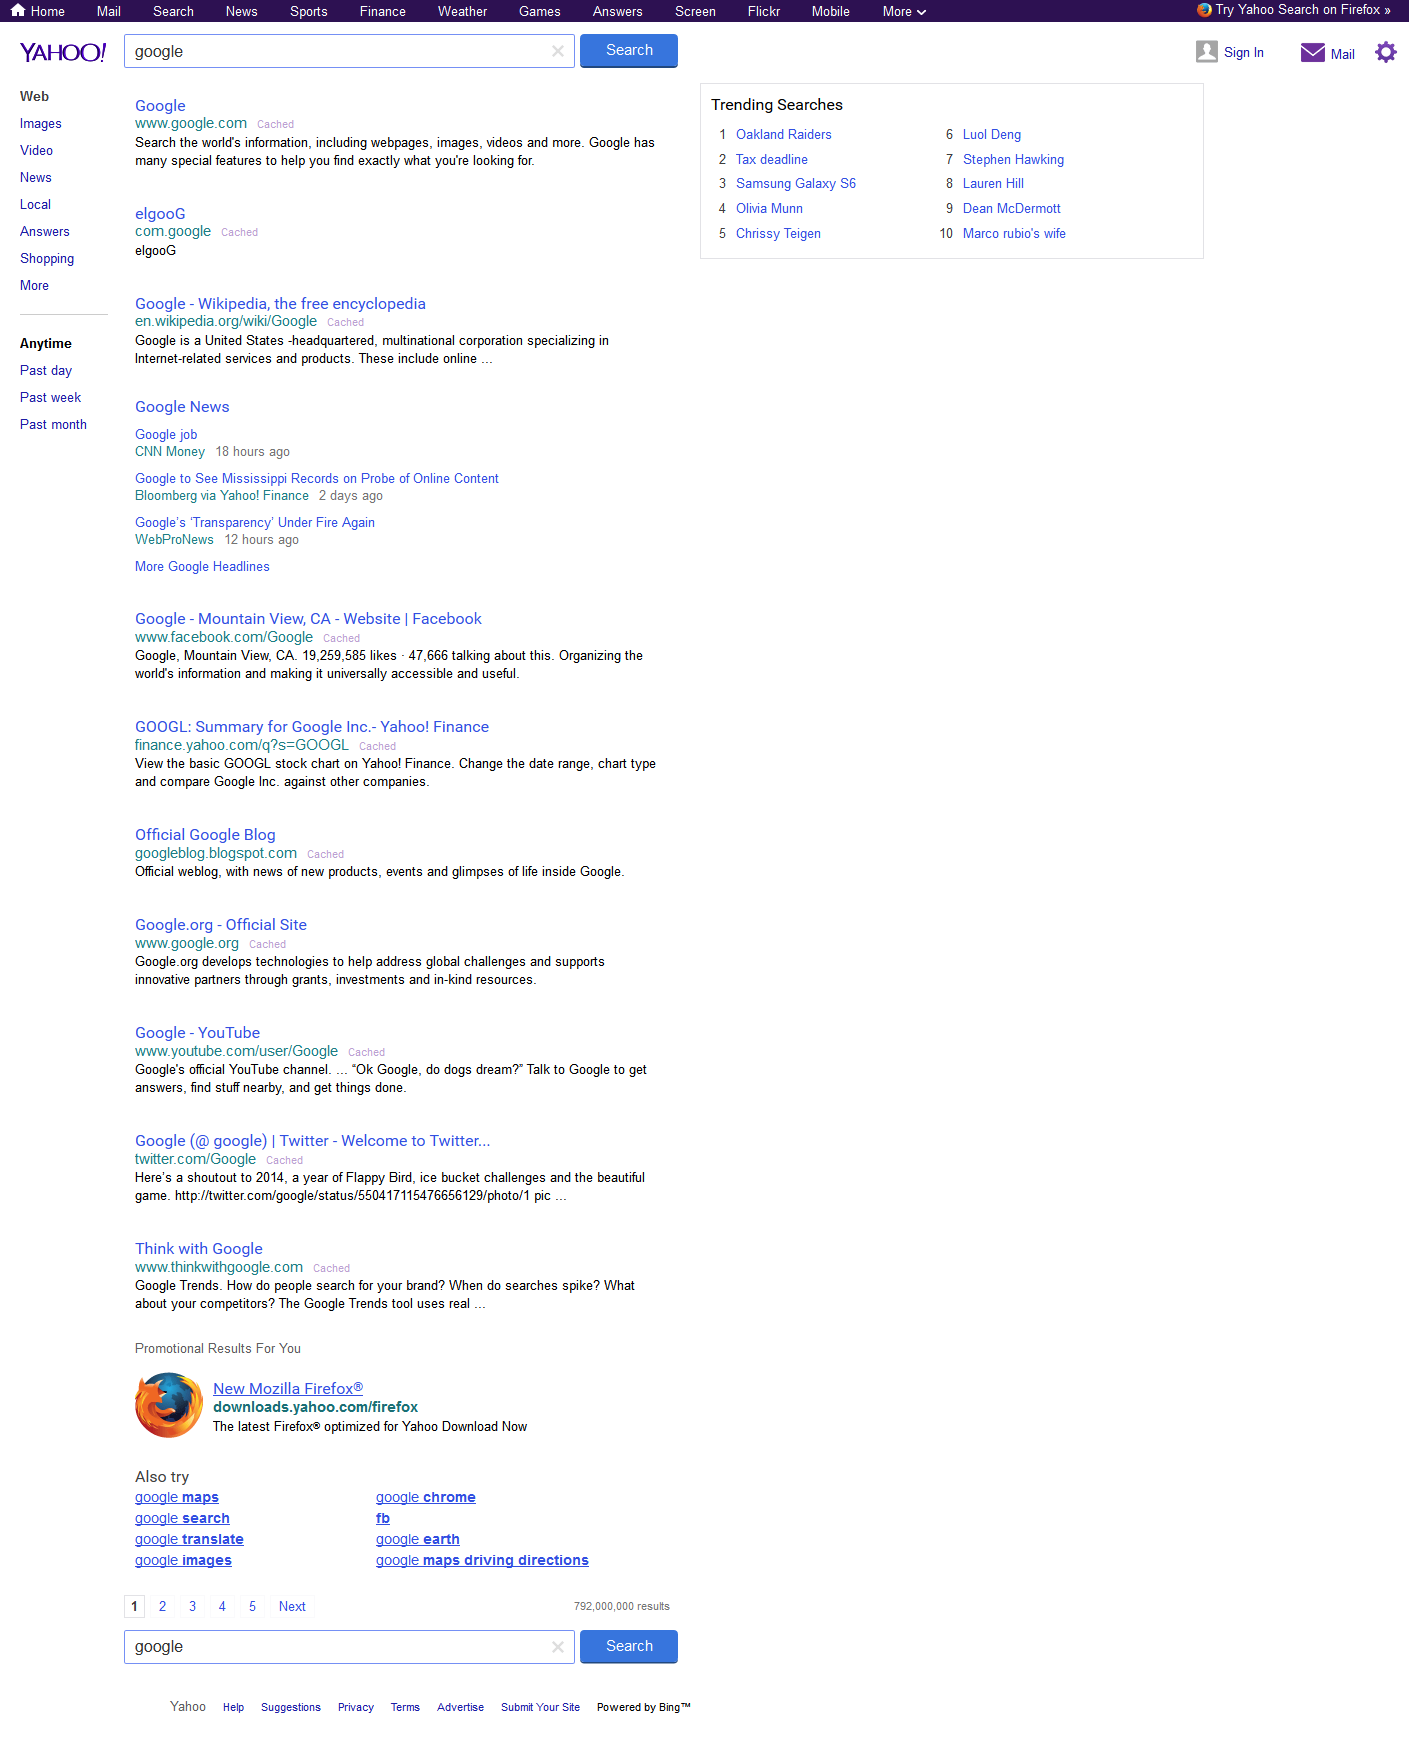 Home Mail Search News Sports Finance Weather Games Answers Screen Flickr Mobile More Try Yahoo Search on Firefox »
YAHOO! google Search Sign In Mail
Web
Images
Video
News
Local
Answers
Shopping
More
Anytime
Past day
Past week
Past month
Google
www.google.com Cached
Search the world's information, including webpages, images, videos and more. Google has
many special features to help you find exactly what you're looking for.
elgooG
com.google Cached
elgooG
Google - Wikipedia, the free encyclopedia
en.wikipedia.org/wiki/Google Cached
Google is a United States -headquartered, multinational corporation specializing in
Internet-related services and products. These include online ...
Google News
Google job
CNN Money 18 hours ago
Google to See Mississippi Records on Probe of Online Content
Bloomberg via Yahoo! Finance 2 days ago
Google's ‘Transparency’ Under Fire Again
WebProNews 12 hours ago
More Google Headlines
Google - Mountain View, CA - Website | Facebook
www.facebook.com/Google Cached
Google, Mountain View, CA. 19,259,585 likes · 47,666 talking about this. Organizing the
world's information and making it universally accessible and useful.
GOOGL: Summary for Google Inc.- Yahoo! Finance
finance.yahoo.com/q?s=GOOGL Cached
View the basic GOOGL stock chart on Yahoo! Finance. Change the date range, chart type
and compare Google Inc. against other companies.
Official Google Blog
googleblog.blogspot.com Cached
Official weblog, with news of new products, events and glimpses of life inside Google.
Google.org - Official Site
www.google.org Cached
Google.org develops technologies to help address global challenges and supports
innovative partners through grants, investments and in-kind resources.
Google - YouTube
www.youtube.com/user/Google Cached
Google's official YouTube channel. ... “Ok Google, do dogs dream?” Talk to Google to get
answers, find stuff nearby, and get things done.
Google (@ google) | Twitter - Welcome to Twitter...
twitter.com/Google Cached
Here's a shoutout to 2014, a year of Flappy Bird, ice bucket challenges and the beautiful
game. http://twitter.com/google/status/550417115476656129/photo/1 pic ...
Think with Google
www.thinkwithgoogle.com Cached
Google Trends. How do people search for your brand? When do searches spike? What
about your competitors? The Google Trends tool uses real ...
Promotional Results For You
New Mozilla Firefox®
downloads.yahoo.com/firefox
The latest Firefox® optimized for Yahoo Download Now
Also try
google maps google chrome
google search fb
google translate google earth
google images google maps driving directions
1 2 3 4 5 Next 792,000,000 results
google Search
Yahoo Help Suggestions Privacy Terms Advertise Submit Your Site Powered by Bing™
Trending Searches
1 Oakland Raiders
2 Tax deadline
3 Samsung Galaxy S6
4 Olivia Munn
5 Chrissy Teigen
6 Luol Deng
7 Stephen Hawking
8 Lauren Hill
9 Dean McDermott
10 Marco rubio's wife